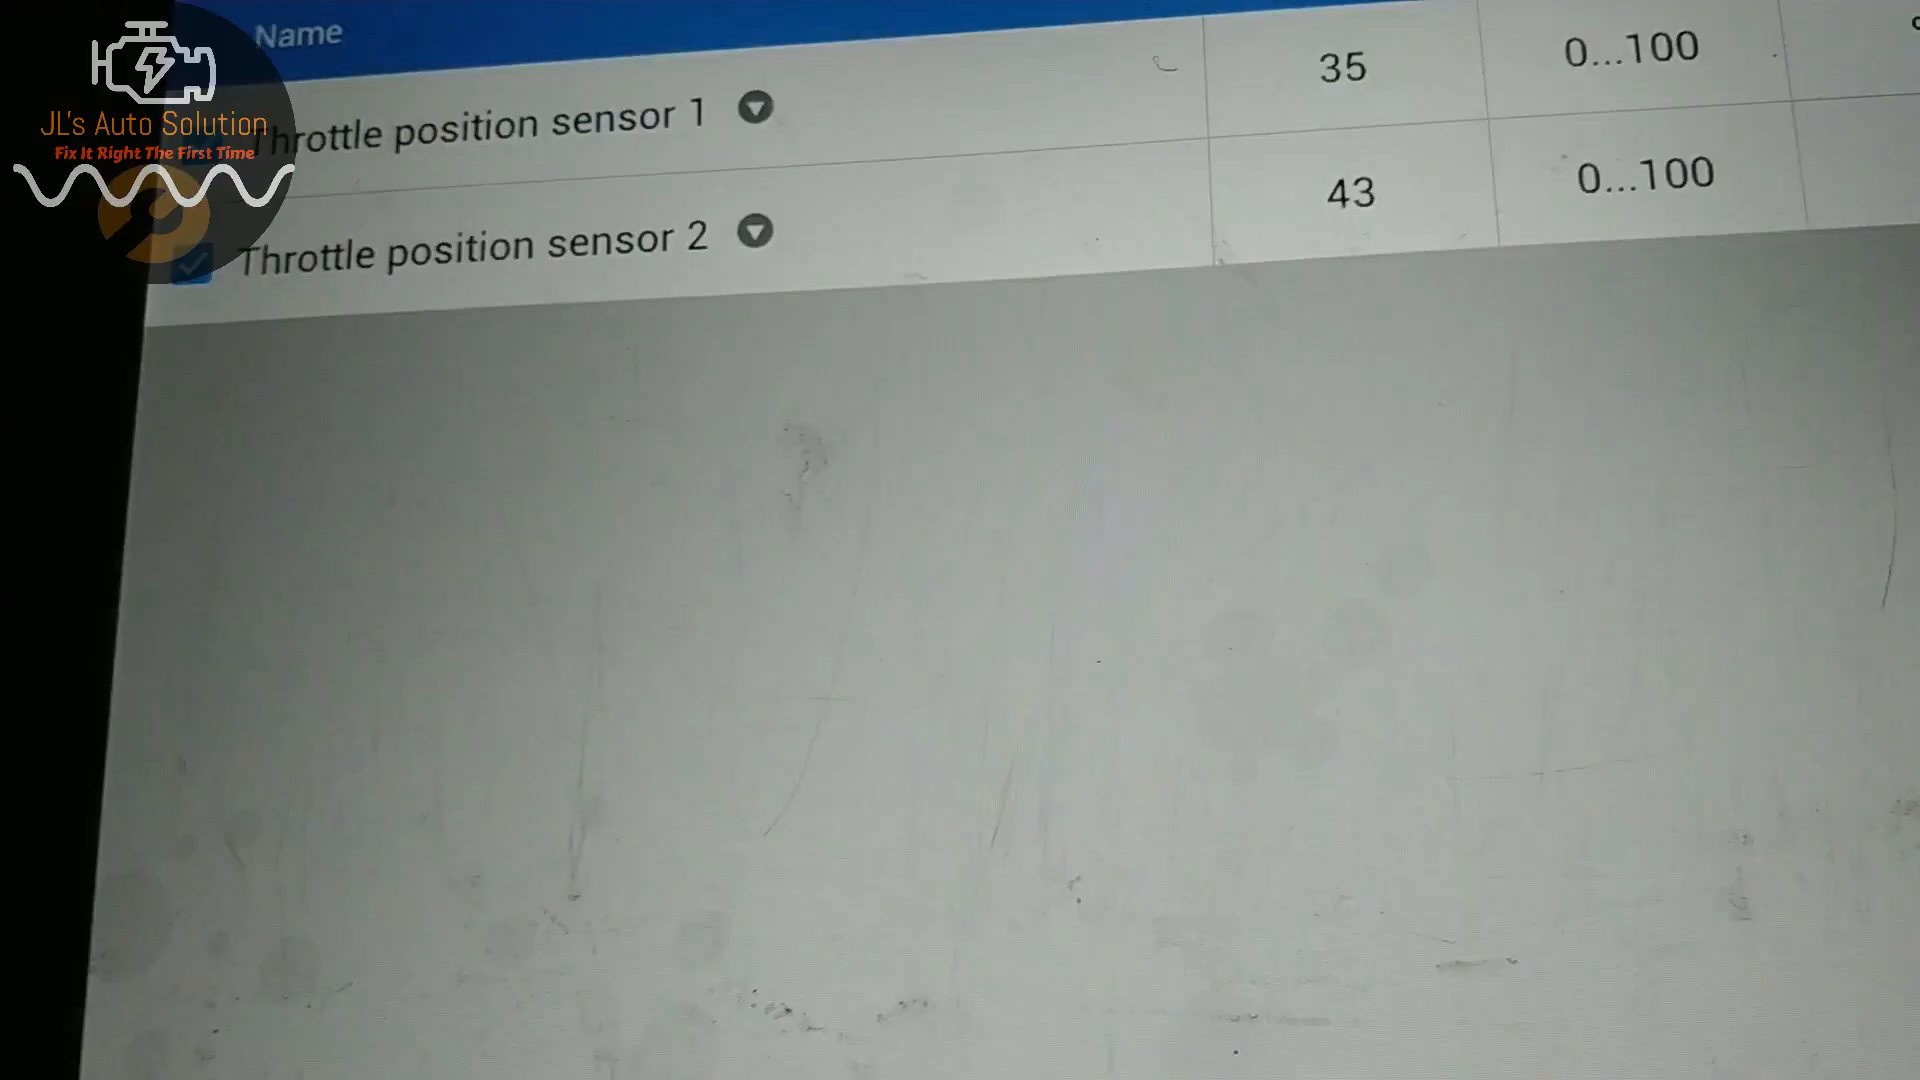 Name
Throttle position sensor 1 35 0...100
Throttle position sensor 2 43 0...100
JL's Auto Solution
Fix It Right The First Time